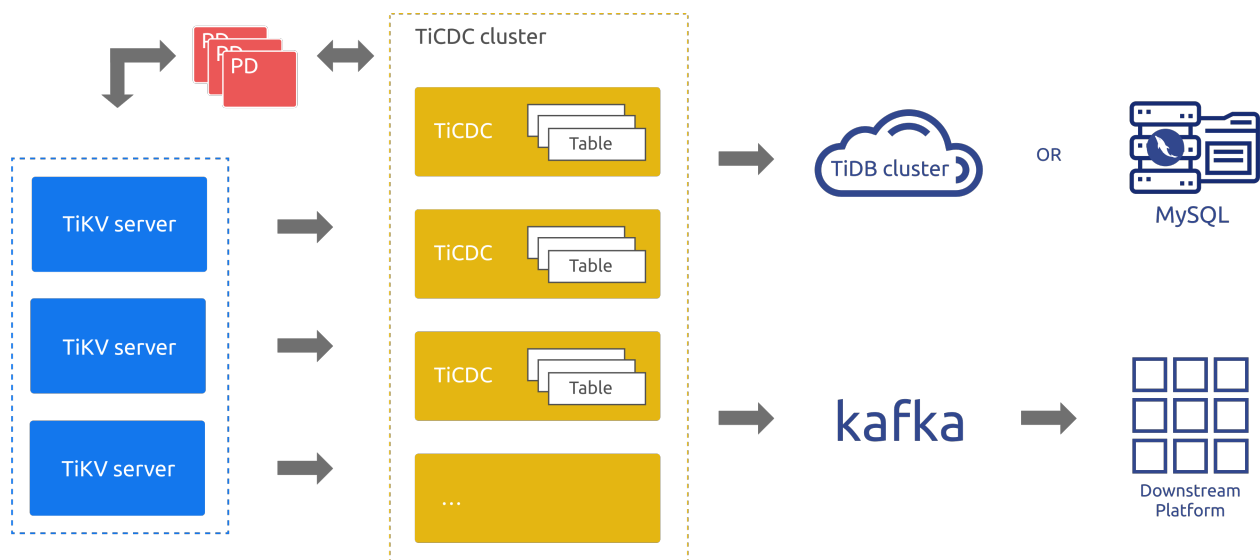 PD
PD
PD
TiCDC cluster
TiCDC
Table
TiDB cluster
OR
MySQL
TiKV server
TiCDC
Table
TiKV server
TiCDC
Table
kafka
TiKV server
...
Downstream
Platform